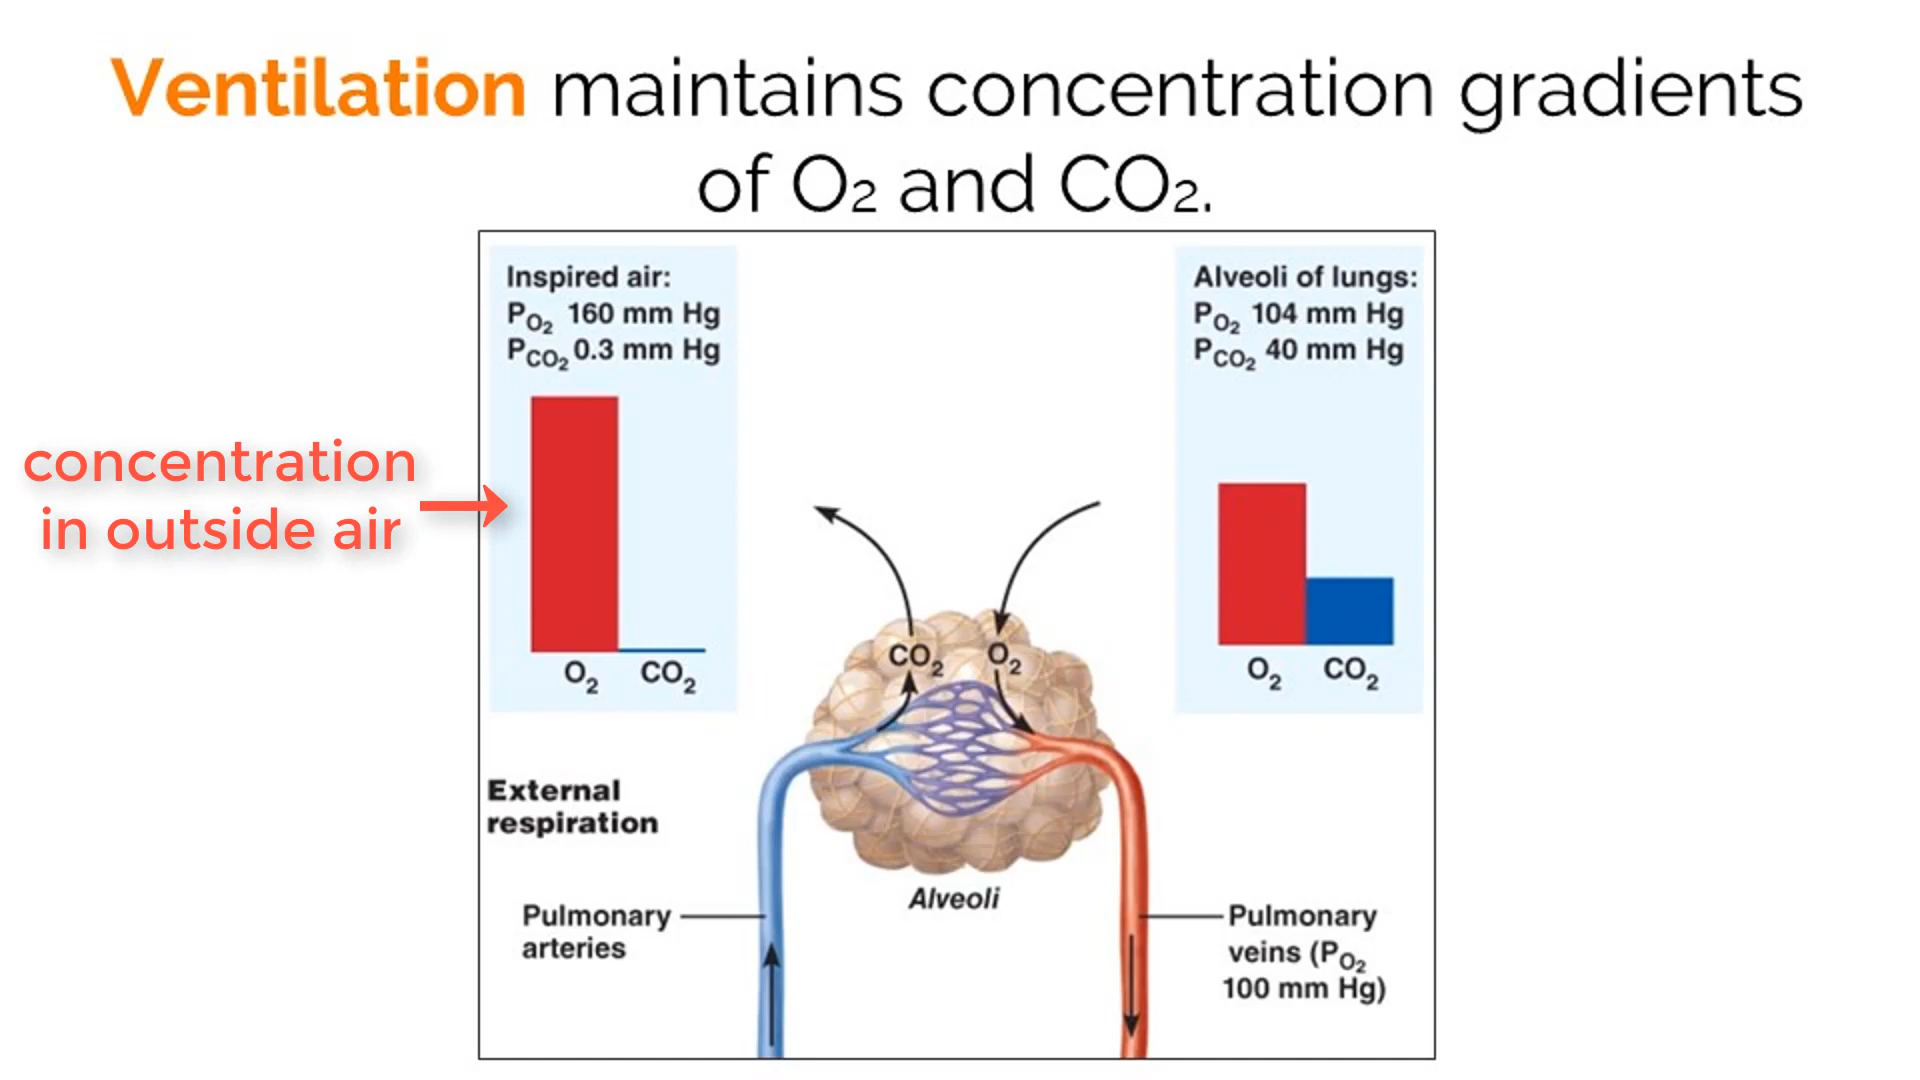 Ventilation maintains concentration gradients
of O₂ and CO₂.
Inspired air:
PO₂ 160 mm Hg
PCO₂ 0.3 mm Hg
O₂ CO₂
Alveoli of lungs:
PO₂ 104 mm Hg
PCO₂ 40 mm Hg
O₂ CO₂
concentration
in outside air
CO₂ O₂
External
respiration
Alveoli
Pulmonary
arteries
Pulmonary
veins (PO₂
100 mm Hg)